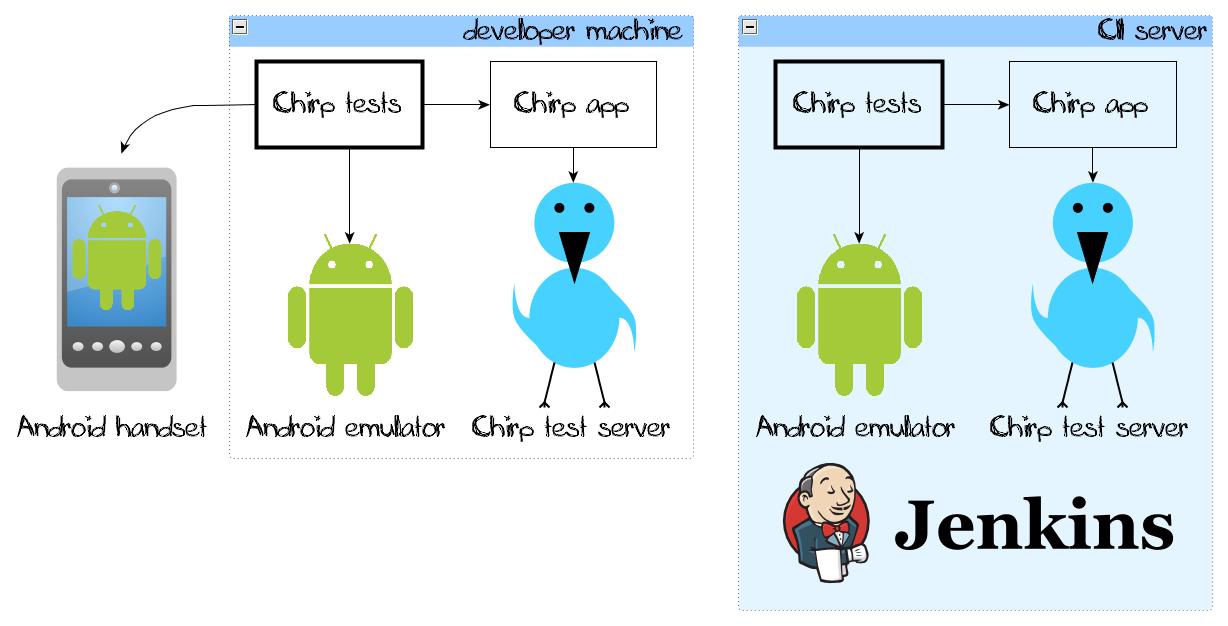 developer machine
CI server
Chirp tests
Chirp app
Chirp tests
Chirp app
Android handset
Android emulator
Chirp test server
Android emulator
Chirp test server
Jenkins